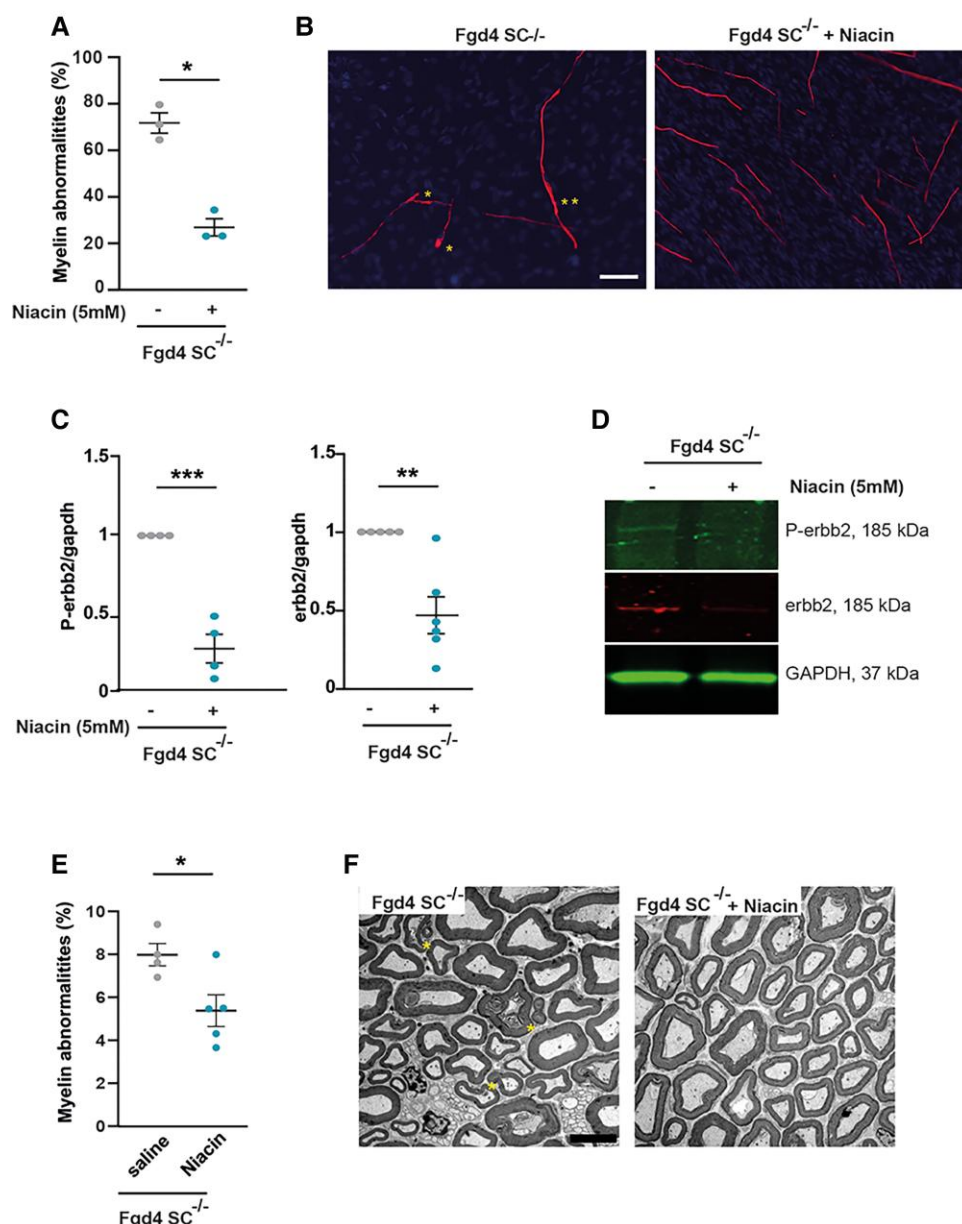 A
Myelin abnormalitites (%)
100
80
60
40
20
0
*
Niacin (5mM)
-
+
Fgd4 SC-/-
B
Fgd4 SC-/-
Fgd4 SC-/- + Niacin
*
*
**
C
P-erbb2/gapdh
1.5
1
0.5
0
***
Niacin (5mM)
-
+
Fgd4 SC-/-
erbb2/gapdh
1.5
1
0.5
0
**
-
+
Fgd4 SC-/-
D
Fgd4 SC-/-
-
+
Niacin (5mM)
P-erbb2, 185 kDa
erbb2, 185 kDa
GAPDH, 37 kDa
E
Myelin abnormalitites (%)
10
8
6
4
2
0
*
saline
Niacin
Fgd4 SC-/-
F
Fgd4 SC-/-
Fgd4 SC-/- + Niacin
*
*
*